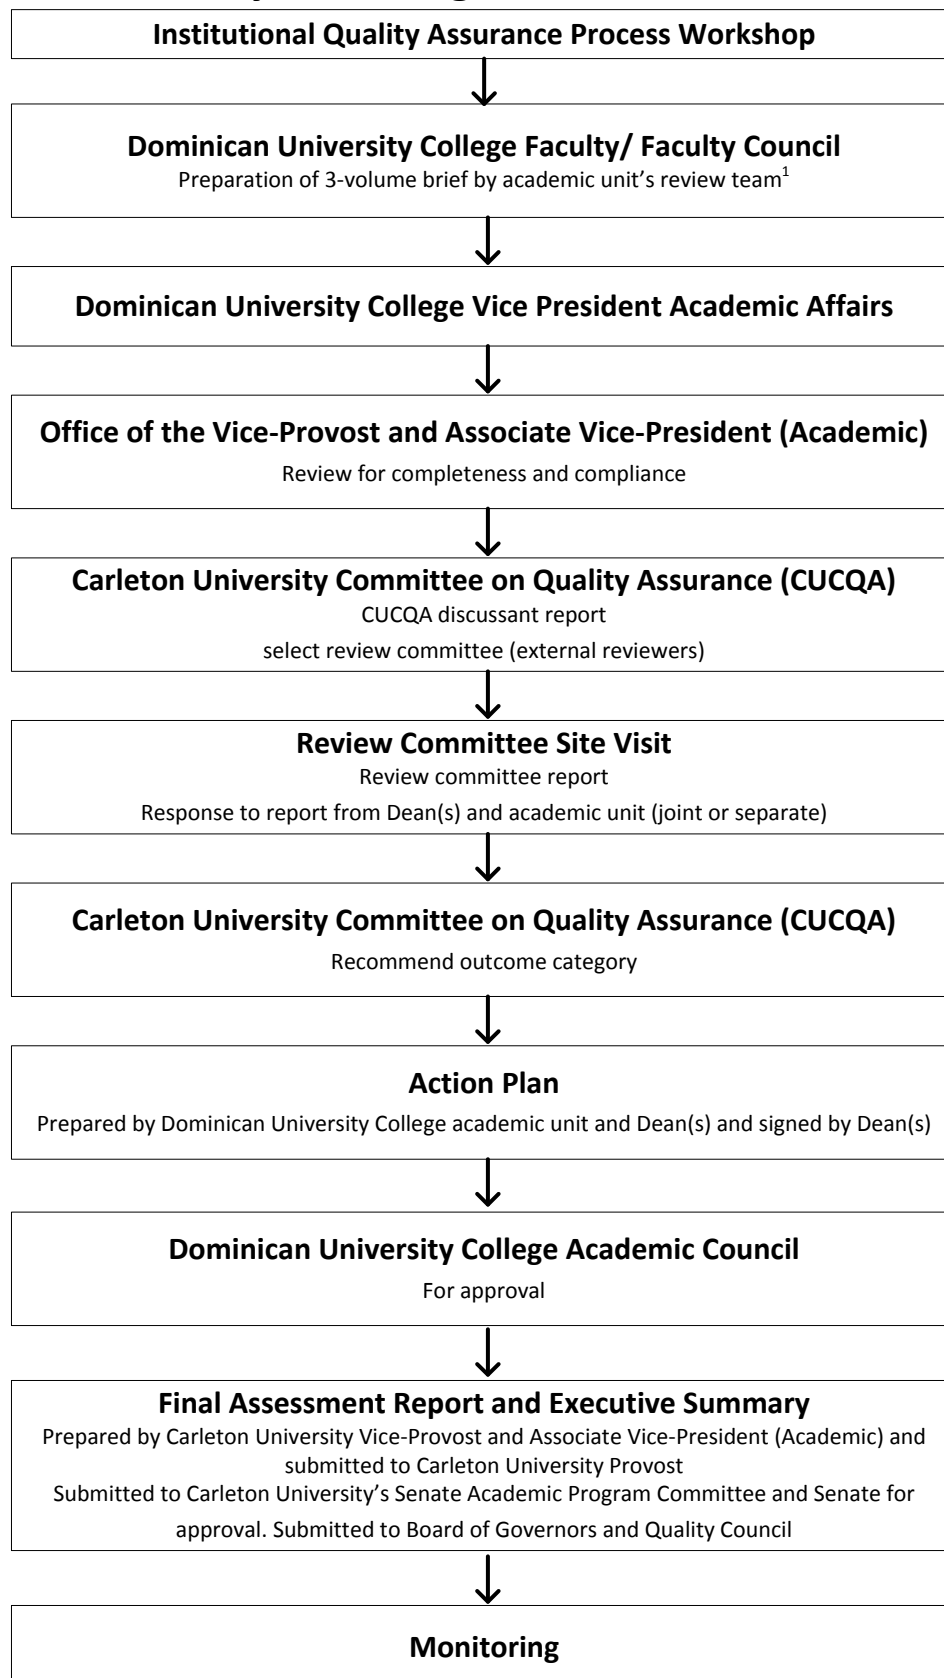 Institutional Quality Assurance Process Workshop
Dominican University College Faculty/ Faculty Council
Preparation of 3-volume brief by academic unit's review team¹
Dominican University College Vice President Academic Affairs
Office of the Vice-Provost and Associate Vice-President (Academic)
Review for completeness and compliance
Carleton University Committee on Quality Assurance (CUCQA)
CUCQA discussant report
select review committee (external reviewers)
Review Committee Site Visit
Review committee report
Response to report from Dean(s) and academic unit (joint or separate)
Carleton University Committee on Quality Assurance (CUCQA)
Recommend outcome category
Action Plan
Prepared by Dominican University College academic unit and Dean(s) and signed by Dean(s)
Dominican University College Academic Council
For approval
Final Assessment Report and Executive Summary
Prepared by Carleton University Vice-Provost and Associate Vice-President (Academic) and
submitted to Carleton University Provost
Submitted to Carleton University's Senate Academic Program Committee and Senate for
approval. Submitted to Board of Governors and Quality Council
Monitoring